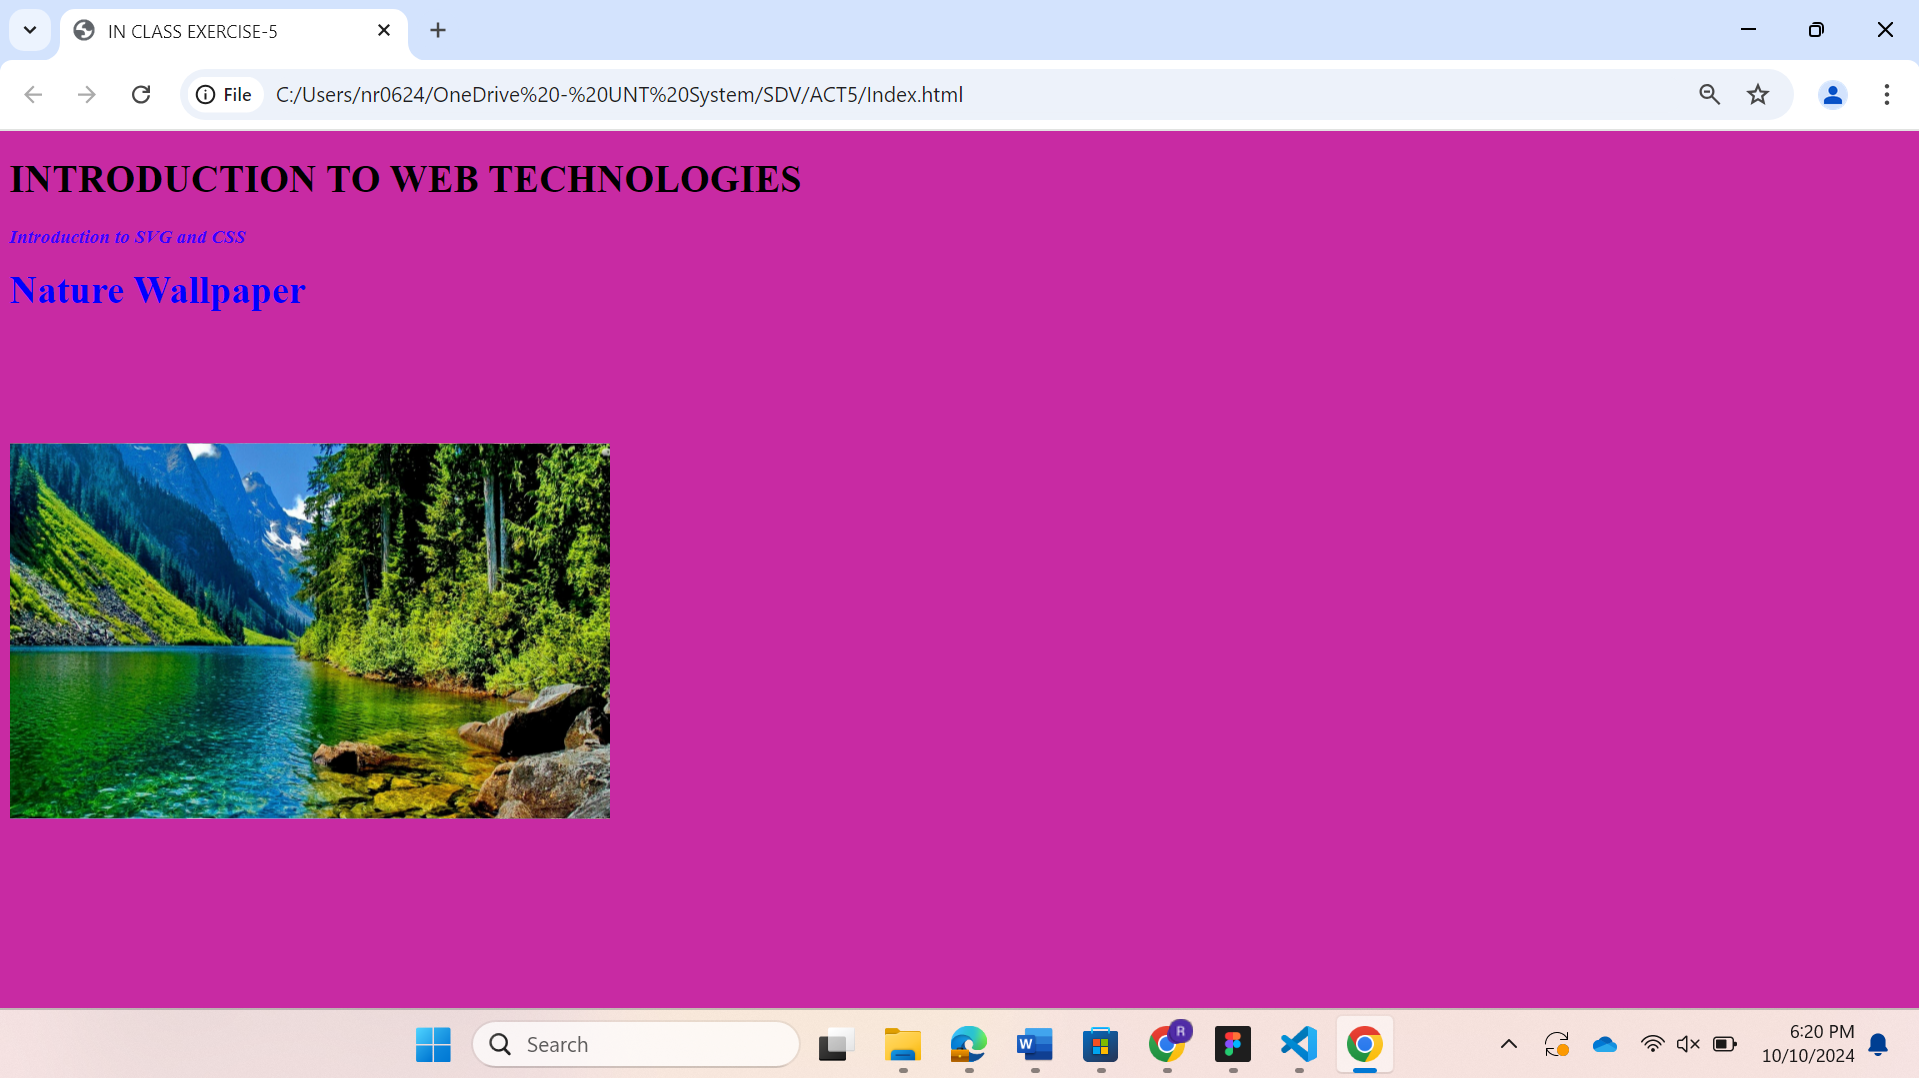 IN CLASS EXERCISE-5
File C:/Users/nr0624/OneDrive%20-%20UNT%20System/SDV/ACT5/Index.html
INTRODUCTION TO WEB TECHNOLOGIES
Introduction to SVG and CSS
Nature Wallpaper
Search
W
R
6:20 PM
10/10/2024